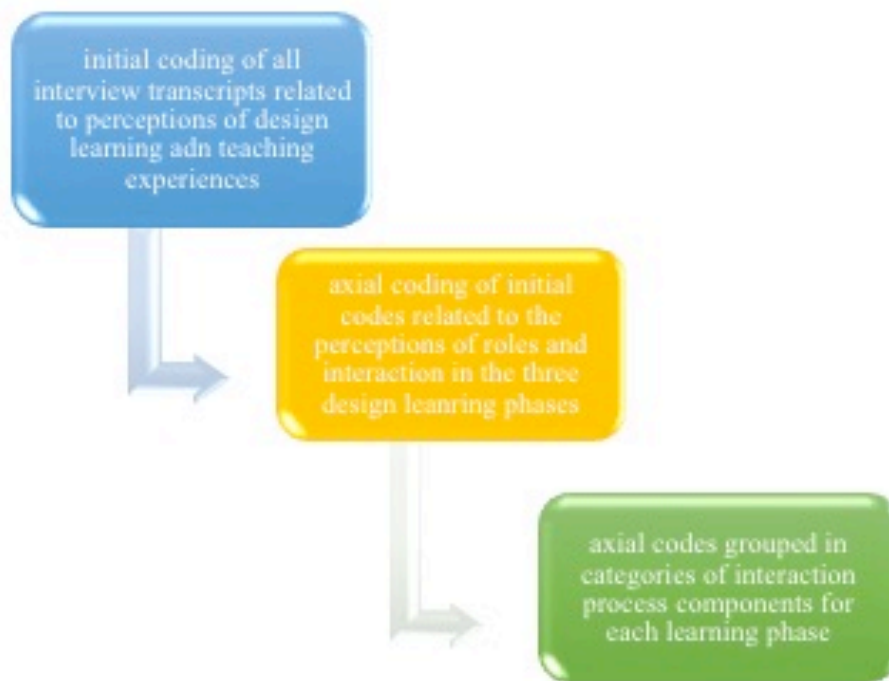 initial coding of all
interview transcripts related
to perceptions of design
learning adn teaching
experiences
axial coding of initial
codes related to the
perceptions of roles and
interaction in the three
design leanring phases
axial codes grouped in
categories of interaction
process components for
each learning phase